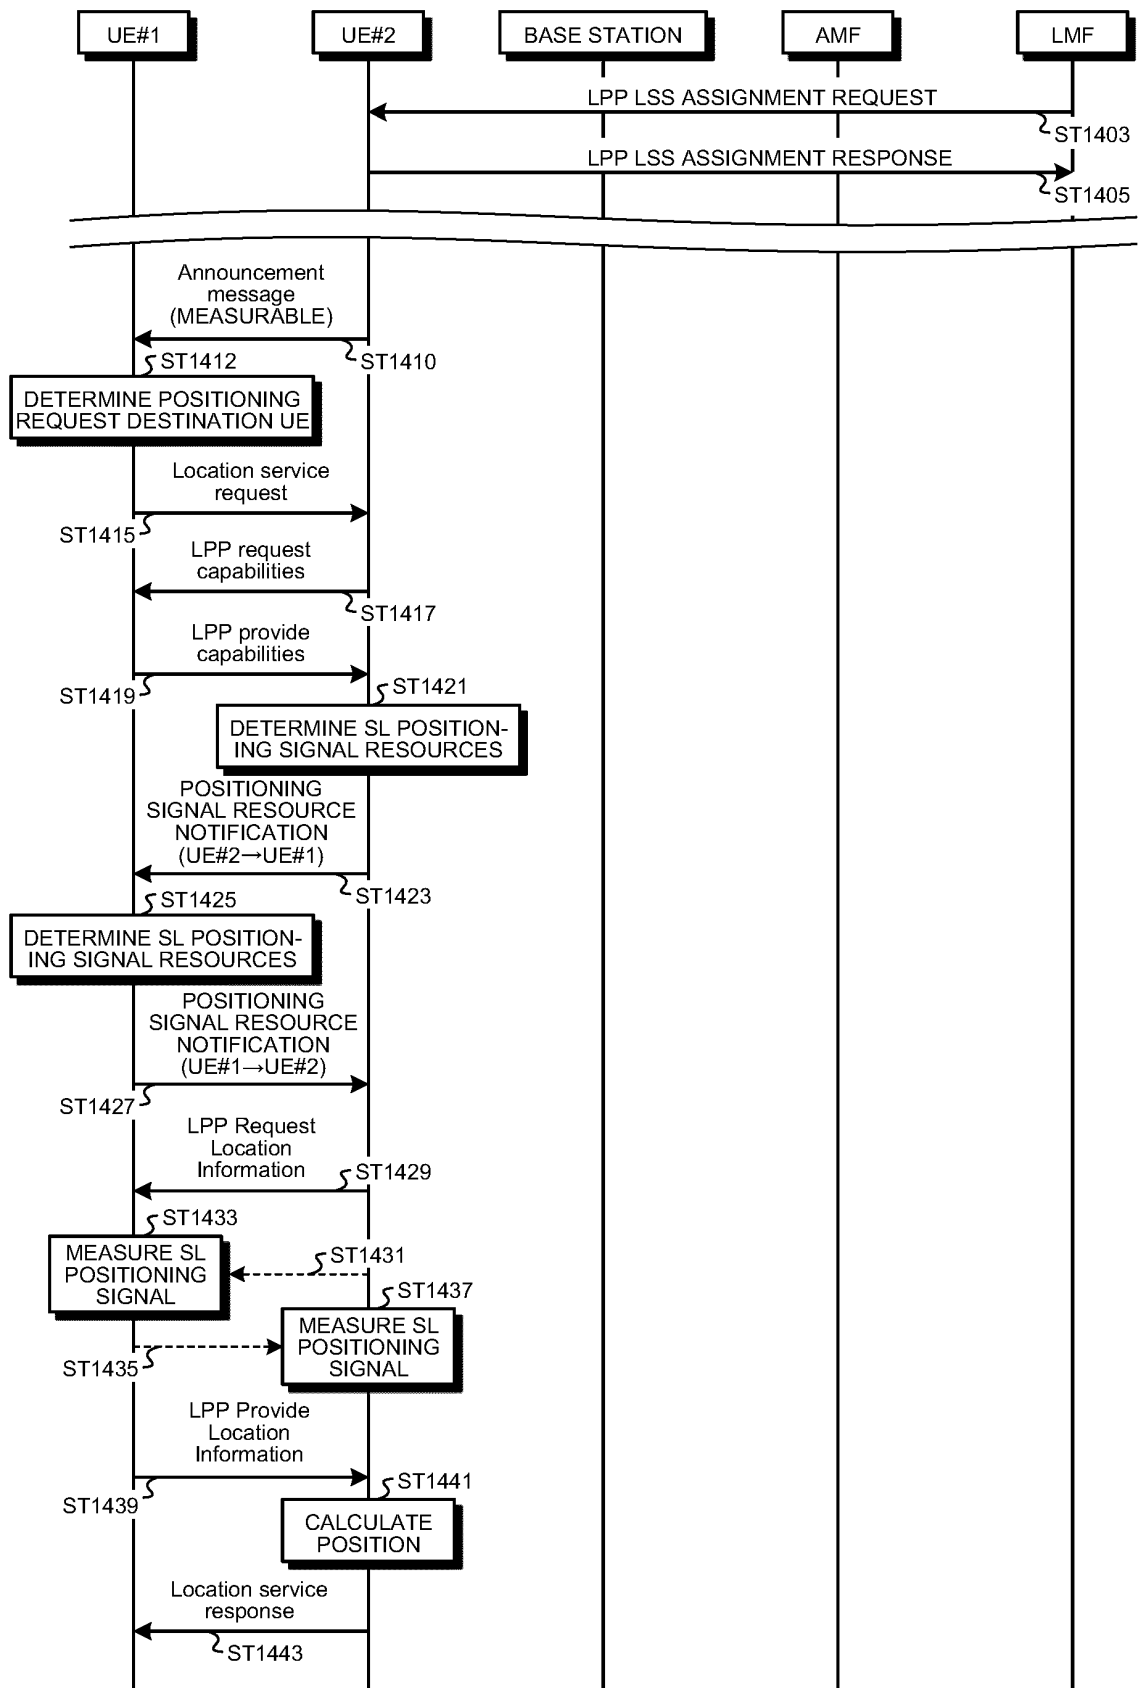 UE#1
UE#2
BASE STATION
AMF
LMF
LPP LSS ASSIGNMENT REQUEST
ST1403
LPP LSS ASSIGNMENT RESPONSE
ST1405
Announcement
message
(MEASURABLE)
ST1410
ST1412
DETERMINE POSITIONING
REQUEST DESTINATION UE
Location service
request
ST1415
LPP request
capabilities
ST1417
LPP provide
capabilities
ST1419
ST1421
DETERMINE SL POSITION-
ING SIGNAL RESOURCES
POSITIONING
SIGNAL RESOURCE
NOTIFICATION
(UE#2→UE#1)
ST1423
ST1425
DETERMINE SL POSITION-
ING SIGNAL RESOURCES
POSITIONING
SIGNAL RESOURCE
NOTIFICATION
(UE#1→UE#2)
ST1427
LPP Request
Location
Information
ST1429
ST1433
MEASURE SL
POSITIONING
SIGNAL
ST1431
ST1437
MEASURE SL
POSITIONING
SIGNAL
ST1435
LPP Provide
Location
Information
ST1439
ST1441
CALCULATE
POSITION
Location service
response
ST1443